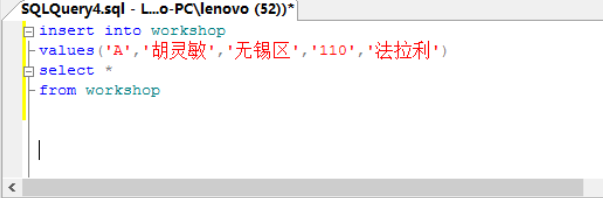 SQLQuery4.sql - L...o-PC\lenovo (52))*
insert into workshop
values('A','胡灵敏','无锡区','110','法拉利')
select *
from workshop